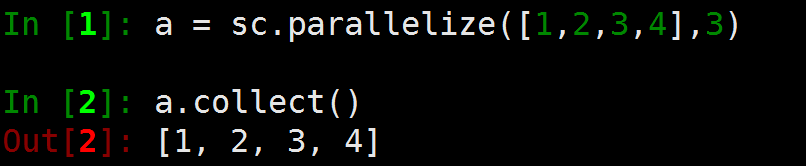 In [1]: a = sc.parallelize([1,2,3,4],3)
In [2]: a.collect()
Out[2]: [1, 2, 3, 4]